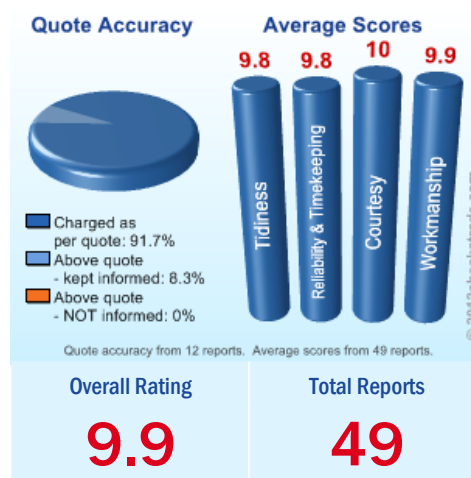 Quote Accuracy
Average Scores
9.8
9.8
10
9.9
Tidiness
Reliability & Timekeeping
Courtesy
Workmanship
Charged as
per quote: 91.7%
Above quote
- kept informed: 8.3%
Above quote
- NOT informed: 0%
Quote accuracy from 12 reports. Average scores from 49 reports.
Overall Rating
Total Reports
9.9
49